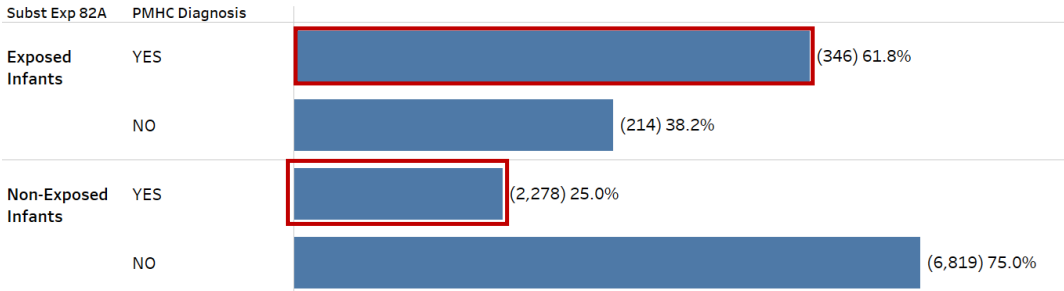 Subst Exp 82A PMHC Diagnosis
Exposed Infants YES (346) 61.8%
NO (214) 38.2%
Non-Exposed Infants YES (2,278) 25.0%
NO (6,819) 75.0%